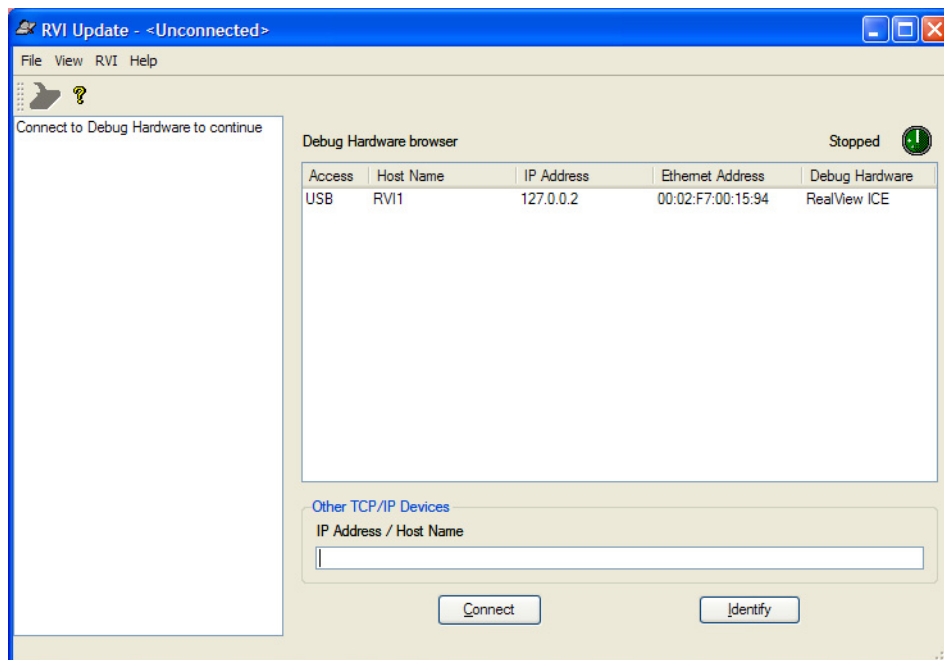 RVI Update - <Unconnected>
File View RVI Help
Connect to Debug Hardware to continue
Debug Hardware browser Stopped
Access Host Name IP Address Ethernet Address Debug Hardware
USB RVI1 127.0.0.2 00:02:F7:00:15:94 RealView ICE
Other TCP/IP Devices
IP Address / Host Name
Connect Identify